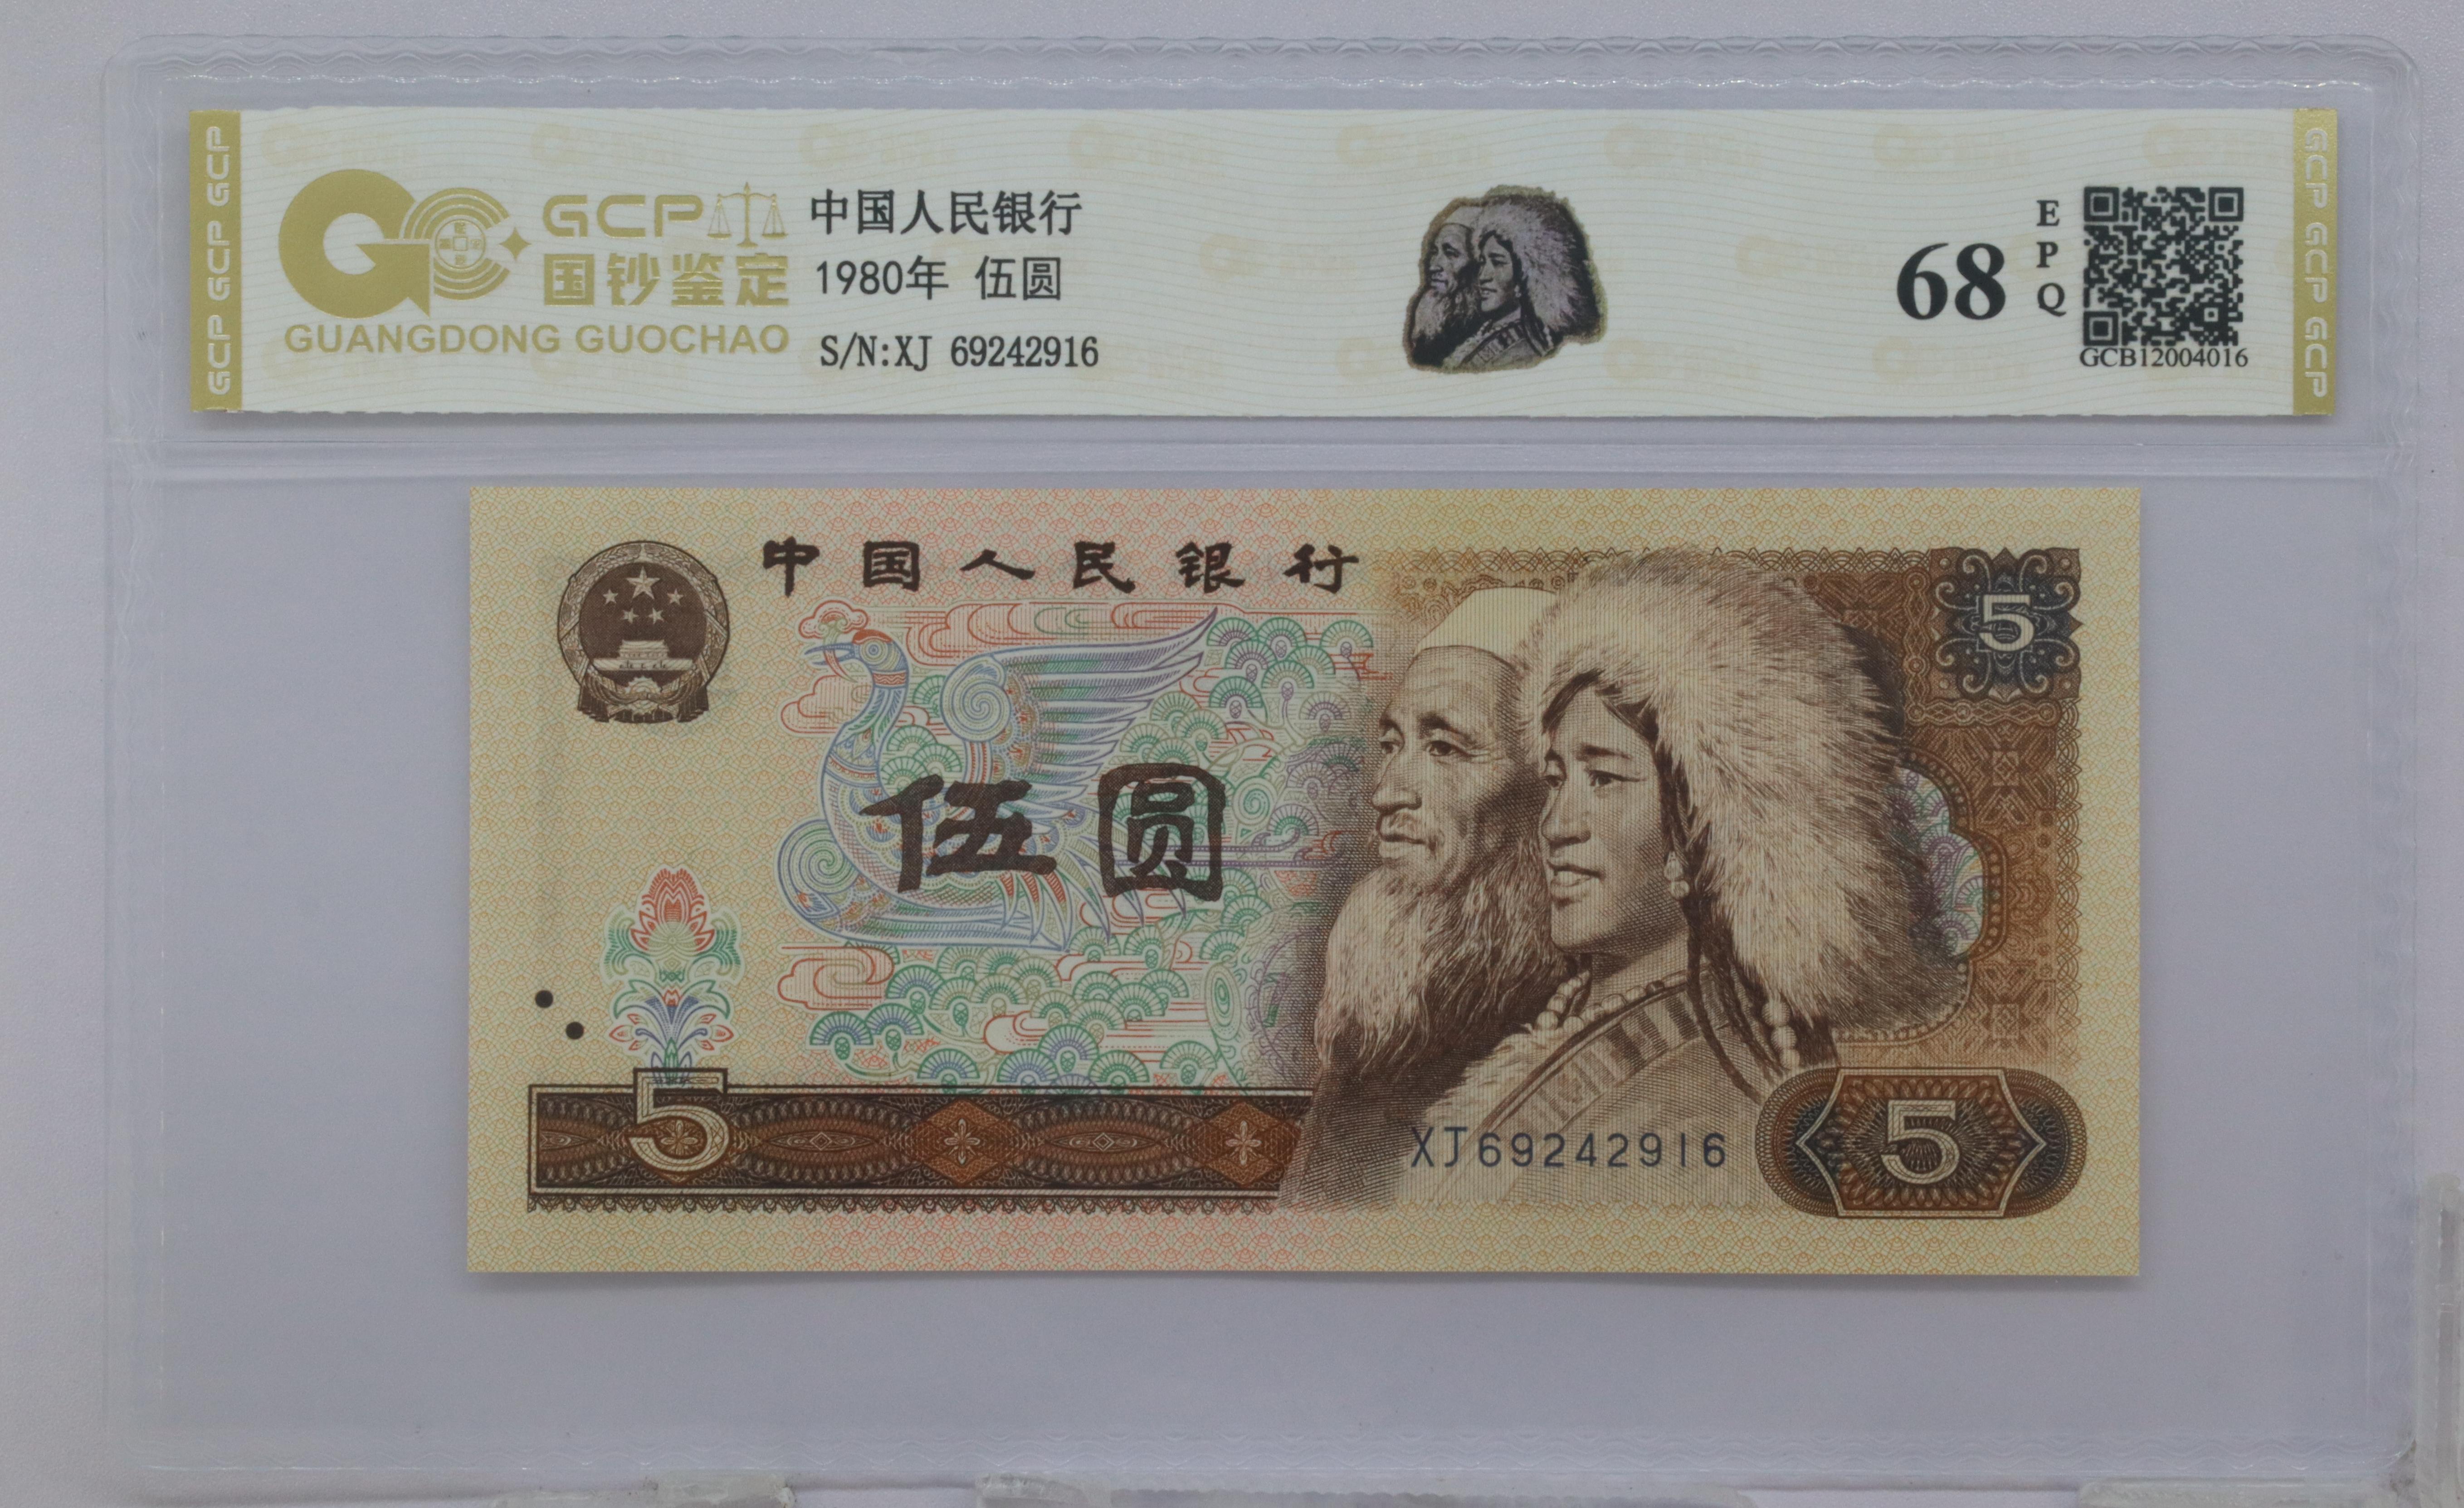 GCP GCP GCP
GCP
国钞鉴定
GUANGDONG GUOCHAO
中国人民银行
1980年 伍圆
S/N:XJ 69242916
68
E
P
Q
GCB12004016
GCP GCP GCP
中国人民银行
5
伍圆
5
XJ69242916
5